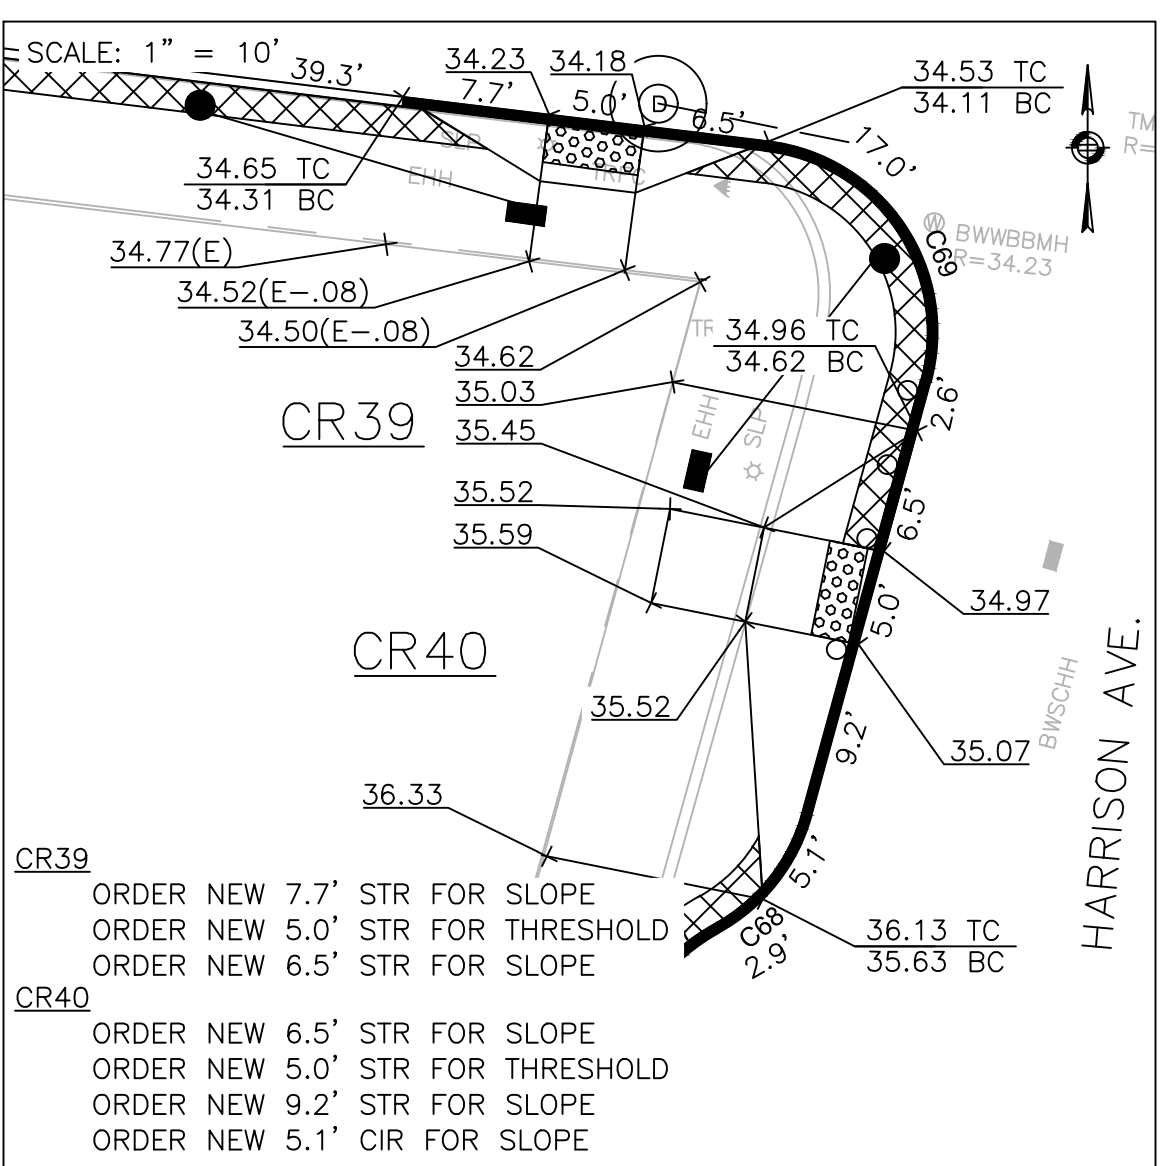 SCALE: 1" = 10'
39.3'
34.23
34.18
7.7'
5.0'
D
6.5'
34.53 TC
34.11 BC
17.0'
TM
R=
SLP
TRFC
EHH
34.65 TC
34.31 BC
W
BWWBBMH
R=34.23
C69
34.77(E)
34.52(E-.08)
34.50(E-.08)
34.96 TC
34.62 BC
34.62
35.03
2.6'
CR39
35.45
EHH
SLP
35.52
6.5'
35.59
34.97
5.0'
CR40
35.52
HARRISON AVE.
BWSCHH
35.07
9.2'
36.33
5.1'
C68
2.9'
36.13 TC
35.63 BC
CR39
ORDER NEW 7.7' STR FOR SLOPE
ORDER NEW 5.0' STR FOR THRESHOLD
ORDER NEW 6.5' STR FOR SLOPE
CR40
ORDER NEW 6.5' STR FOR SLOPE
ORDER NEW 5.0' STR FOR THRESHOLD
ORDER NEW 9.2' STR FOR SLOPE
ORDER NEW 5.1' CIR FOR SLOPE